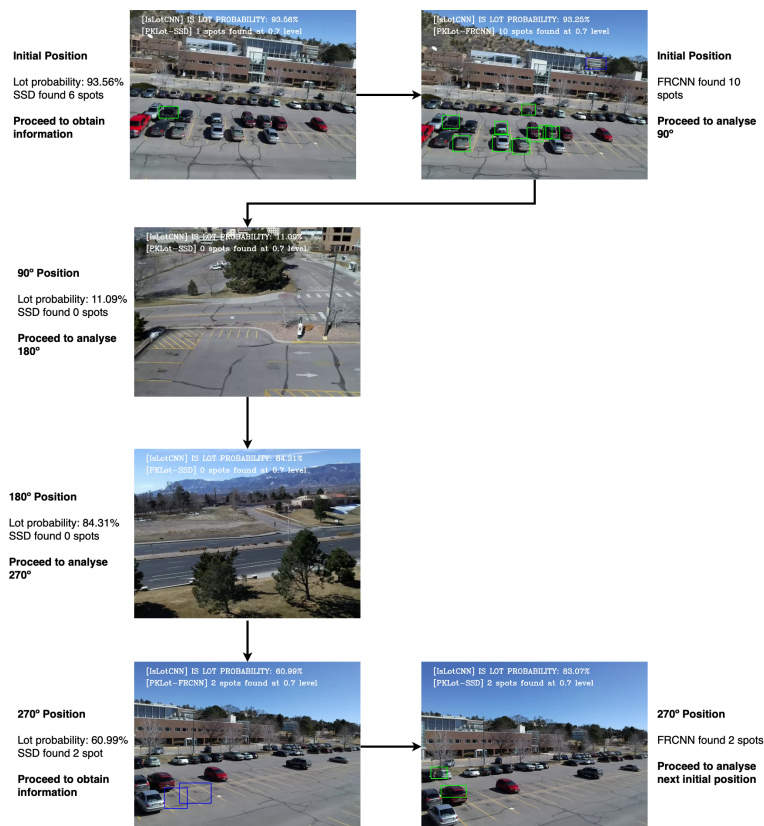 [IsLotCNN] IS LOT PROBABILITY: 93.56%
[PKLot-SSD] 1 spots found at 0.7 level
Initial Position
Lot probability: 93.56%
SSD found 6 spots
Proceed to obtain
information
[IsLotCNN] IS LOT PROBABILITY: 93.25%
[PKLot-FRCNN] 10 spots found at 0.7 level
Initial Position
FRCNN found 10
spots
Proceed to analyse
90º
[IsLotCNN] IS LOT PROBABILITY: 11.09%
[PKLot-SSD] 0 spots found at 0.7 level
90º Position
Lot probability: 11.09%
SSD found 0 spots
Proceed to analyse
180º
[IsLotCNN] IS LOT PROBABILITY: 84.31%
[PKLot-SSD] 0 spots found at 0.7 level
180º Position
Lot probability: 84.31%
SSD found 0 spots
Proceed to analyse
270º
[IsLotCNN] IS LOT PROBABILITY: 60.99%
[PKLot-FRCNN] 2 spots found at 0.7 level
270º Position
Lot probability: 60.99%
SSD found 2 spot
Proceed to obtain
information
[IsLotCNN] IS LOT PROBABILITY: 63.07%
[PKLot-SSD] 2 spots found at 0.7 level
270º Position
FRCNN found 2 spots
Proceed to analyse
next initial position